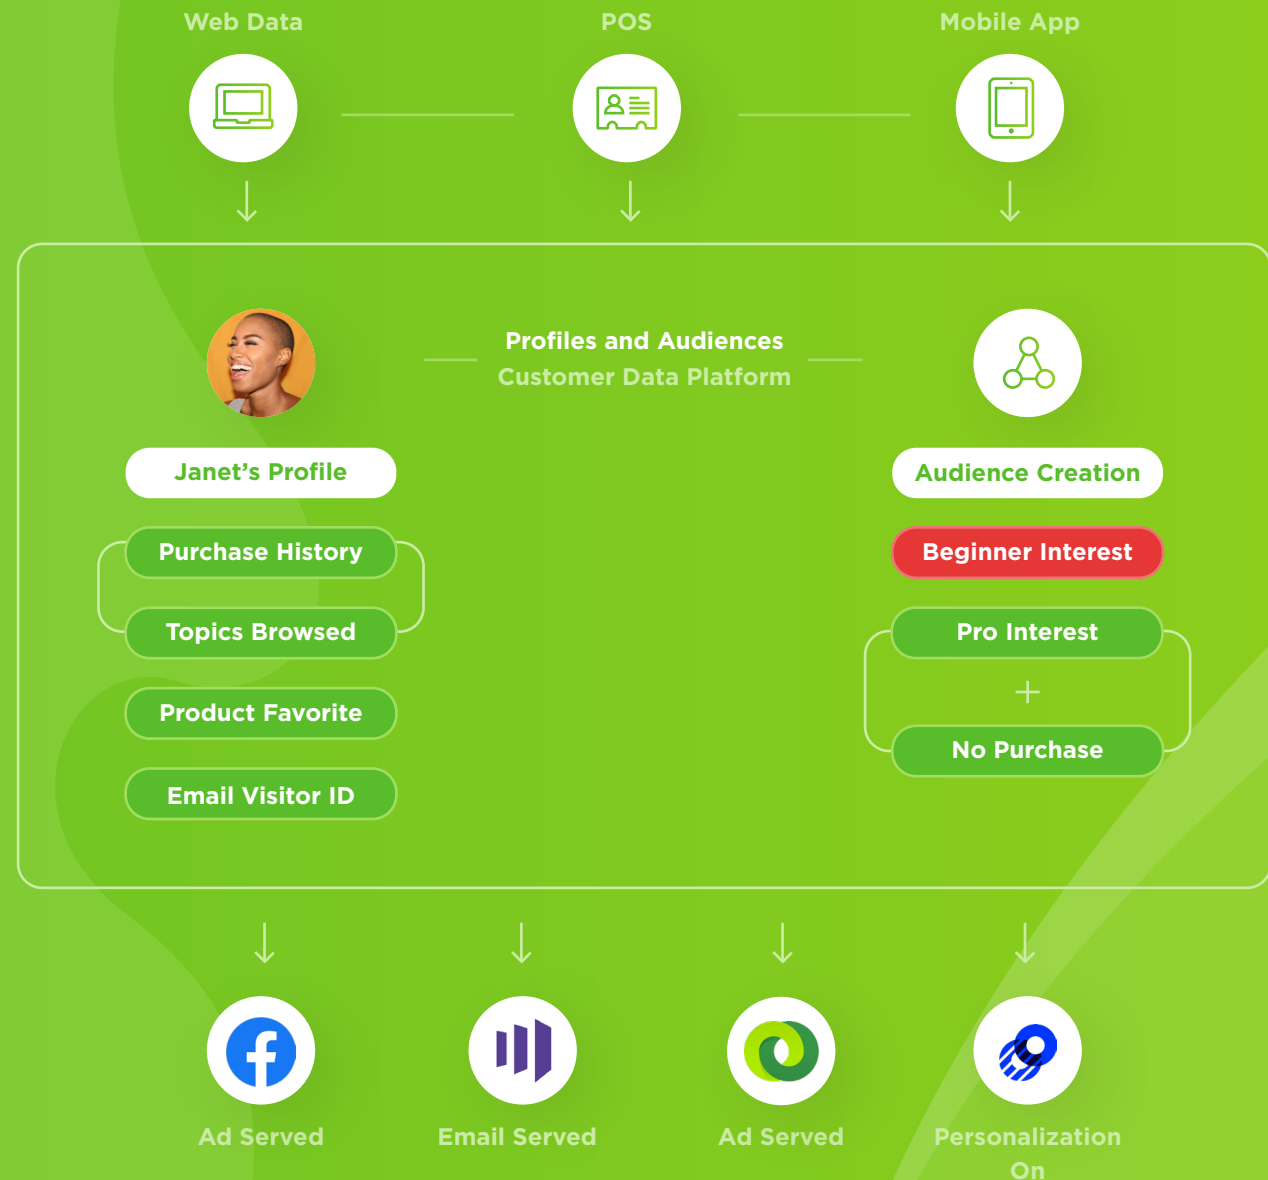 Web Data
POS
Mobile App
Profiles and Audiences
Customer Data Platform
Janet’s Profile
Purchase History
Topics Browsed
Product Favorite
Email Visitor ID
Audience Creation
Beginner Interest
Pro Interest
+
No Purchase
Ad Served
Email Served
Ad Served
Personalization
On